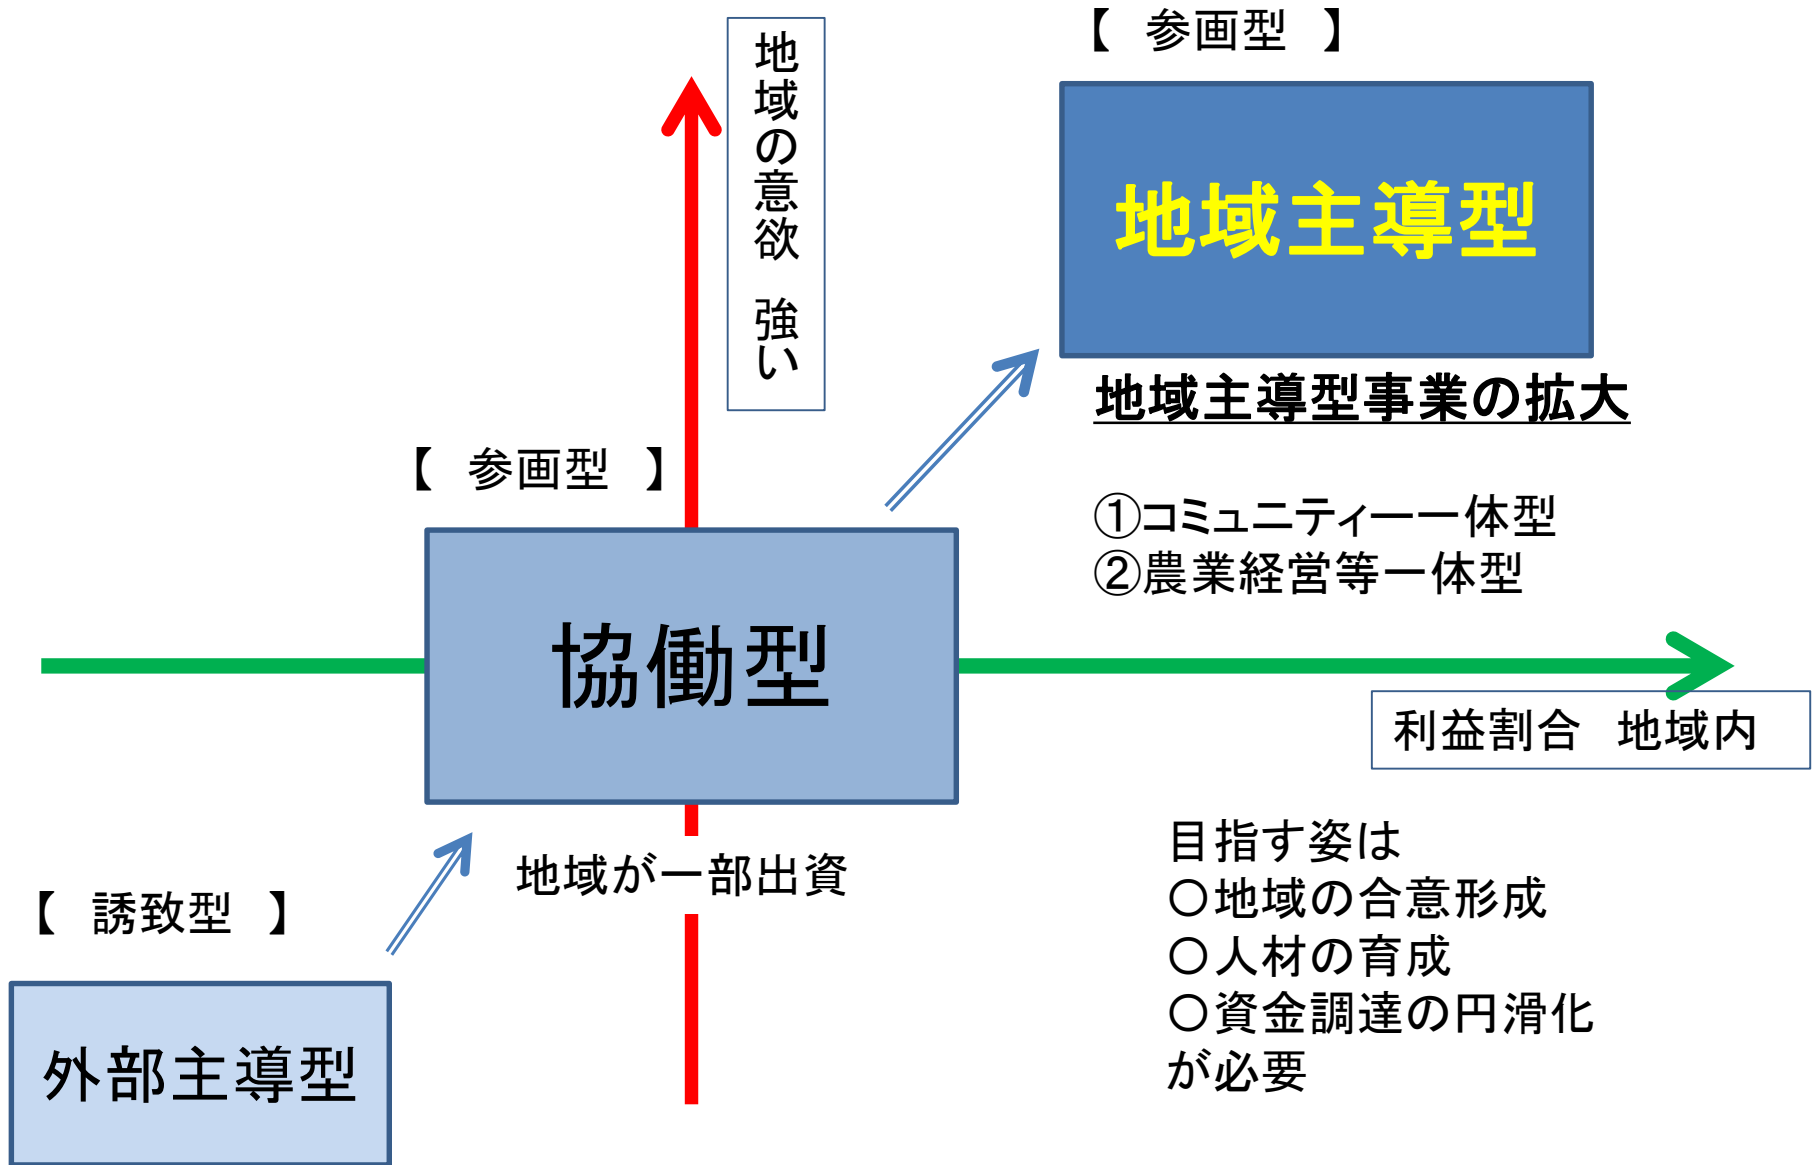 【　参画型　】
地域の意欲　強い
地域主導型
地域主導型事業の拡大
【　参画型　】
①コミュニティー一体型
②農業経営等一体型
協働型
利益割合　地域内
地域が一部出資
目指す姿は
〇地域の合意形成
〇人材の育成
〇資金調達の円滑化
が必要
【　誘致型　】
外部主導型